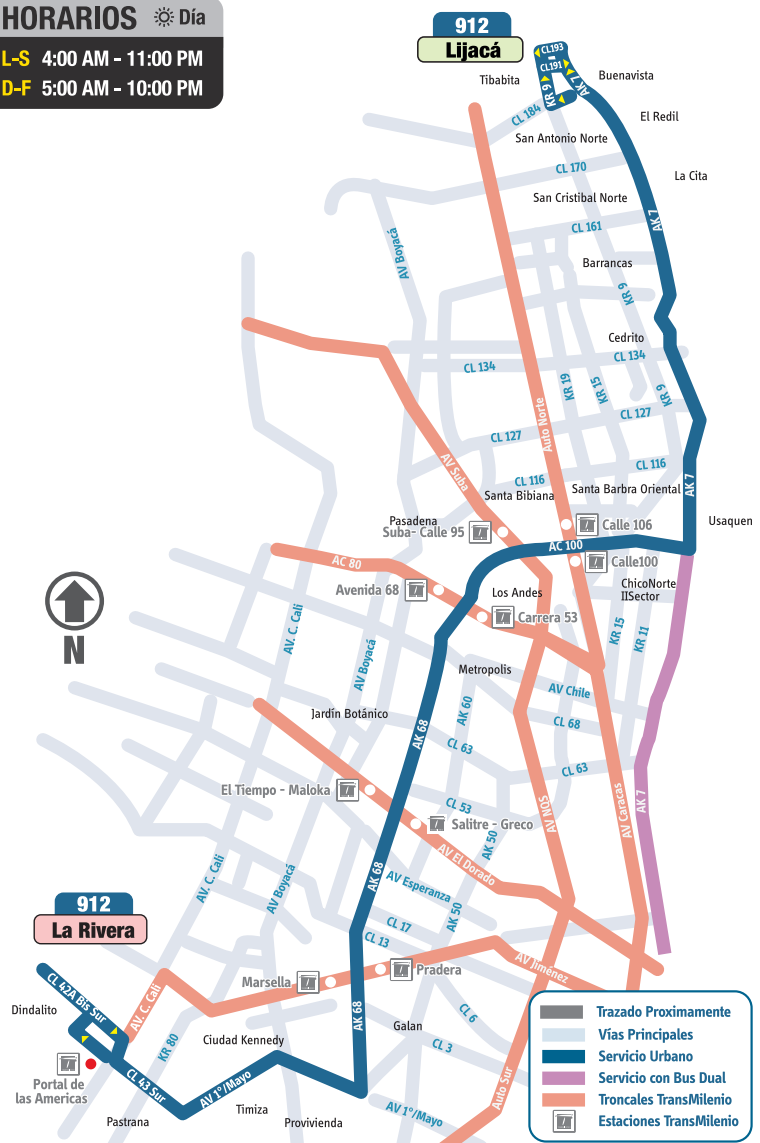 HORARIOS Día
L-S 4:00 AM - 11:00 PM
D-F 5:00 AM - 10:00 PM
912
Lijacá
CL193
CL191
KR 9
AK 7
Tibabita
Buenavista
CL 184
El Redil
San Antonio Norte
CL 170
La Cita
San Cristibal Norte
AK 7
CL 161
AV Boyacá
Barrancas
KR 9
Cedrito
CL 134
CL 134
KR 19
KR 15
KR 9
Auto Norte
CL 127
CL 127
AV Suba
CL 116
CL 116
AK 7
Santa Bibiana
Santa Barbra Oriental
Pasadena
Usaquen
Suba- Calle 95
Calle 106
AC 100
Calle100
AC 80
Avenida 68
Los Andes
ChicoNorte
IISector
Carrera 53
AV. C. Cali
AV Boyacá
KR 15
KR 11
N
Metropolis
AV Chile
AK 60
Jardín Botánico
CL 68
AK 68
CL 63
CL 63
El Tiempo - Maloka
CL 53
AV NQS
AV Caracas
AK 7
Salitre - Greco
AK 50
AV El Dorado
AV. C. Cali
AV Boyacá
AK 68
AV Esperanza
AK 50
912
La Rivera
CL 17
CL 13
Pradera
AV Jiménez
Marsella
CL 42A Bis Sur
AV. C. Cali
Dindalito
AK 68
CL 6
Galan
KR 80
Ciudad Kennedy
CL 3
Portal de
las Americas
CL 43 Sur
AV 1°/Mayo
Auto Sur
Timiza
AV 1°/Mayo
Pastrana
Providencia
Trazado Proximamente
Vías Principales
Servicio Urbano
Servicio con Bus Dual
Troncales TransMilenio
Estaciones TransMilenio